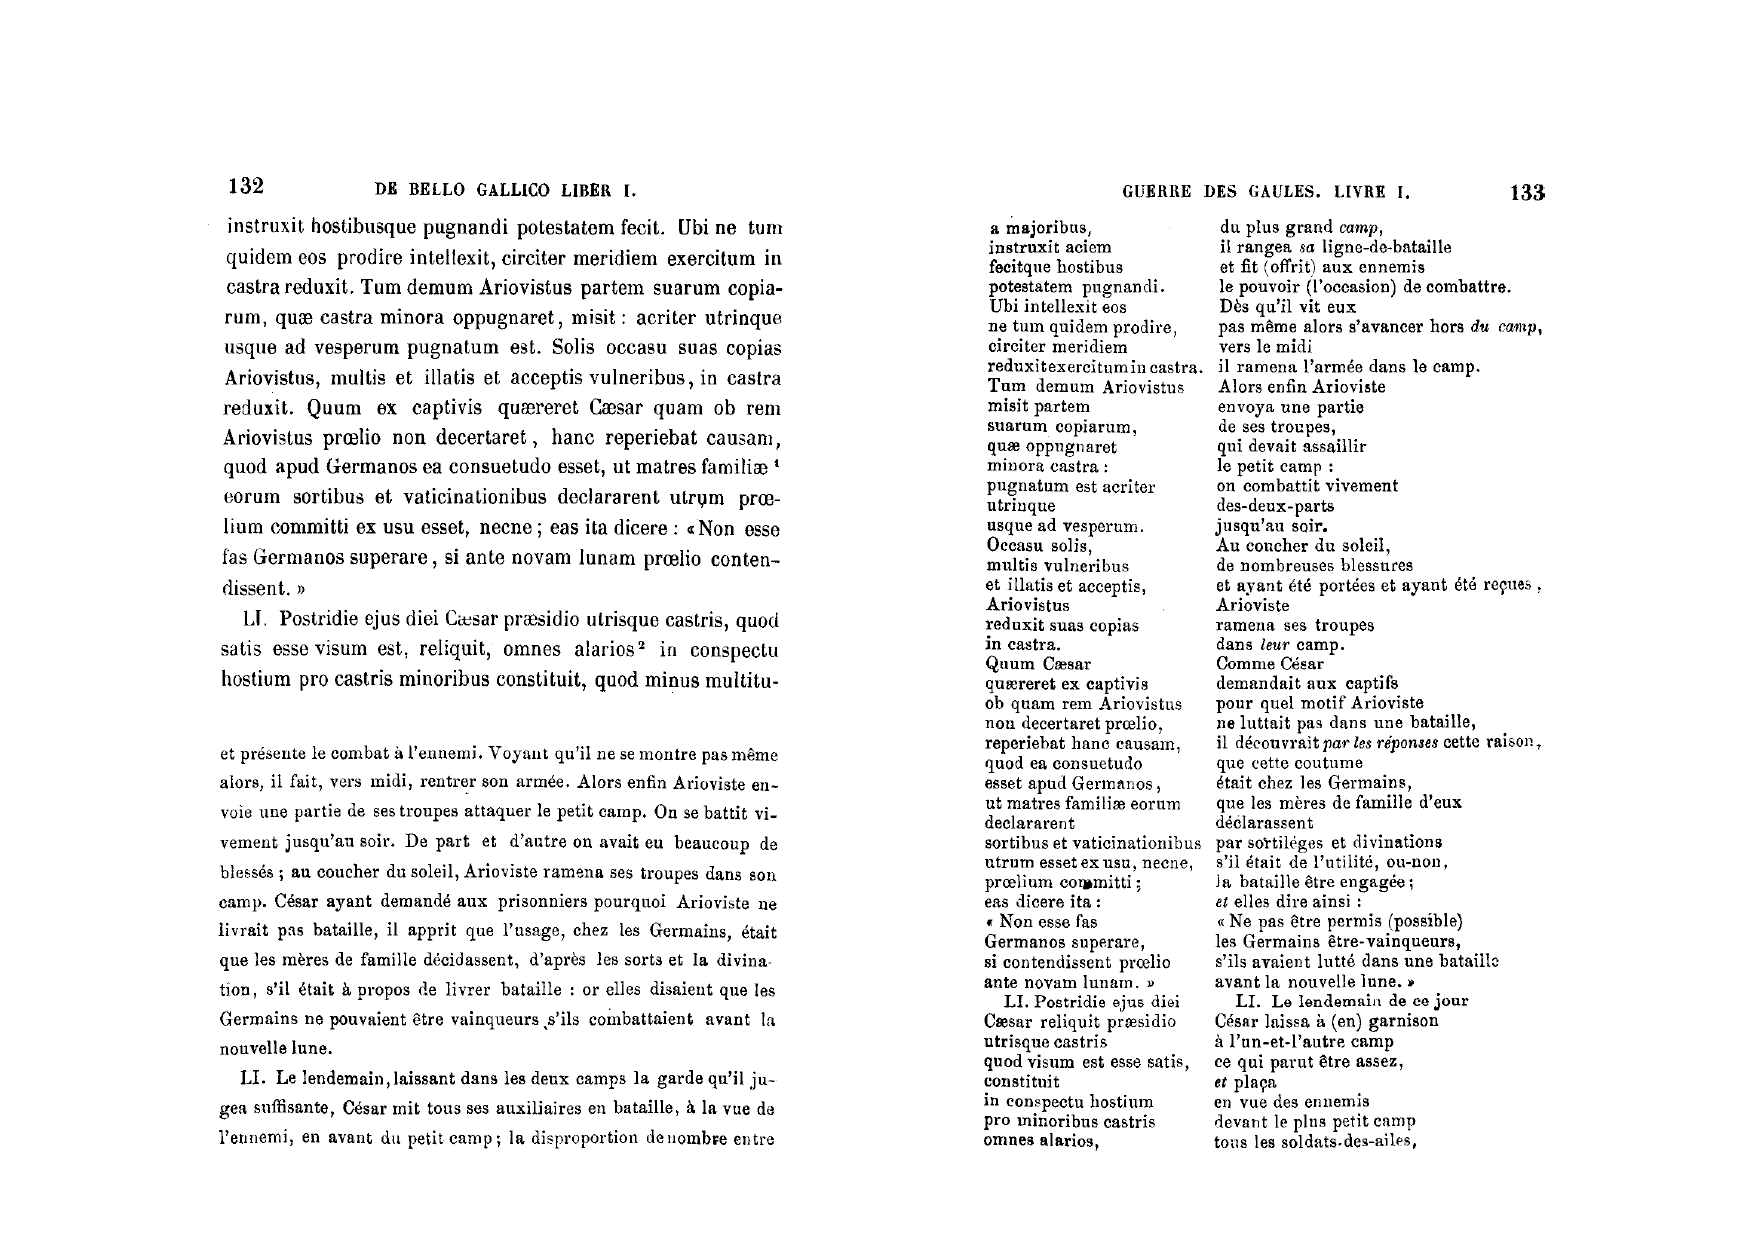 132
DE BELLO GALLICO LIBER I.
instruxit hostibusque pugnandi potestatem fecit. Ubi ne tum
quidem eos prodire intellexit, circiter meridiem exercitum in
castra reduxit. Tum demum Ariovistus partem suarum copia-
rum, quæ castra minora oppugnaret, misit : acriter utrinque
usque ad vesperum pugnatum est. Solis occasu suas copias
Ariovistus, multis et illatis et acceptis vulneribus, in castra
reduxit. Quum ex captivis quæreret Cæsar quam ob rem
Ariovistus prœlio non decertaret, hanc reperiebat causam,
quod apud Germanos ea consuetudo esset, ut matres familiæ ¹
eorum sortibus et vaticinationibus declararent utrum prœ-
lium committi ex usu esset, necne ; eas ita dicere : « Non esse
fas Germanos superare, si ante novam lunam prœlio conten-
dissent. »
LI. Postridie ejus diei Cæsar præsidio utrisque castris, quod
satis esse visum est, reliquit, omnes alarios ² in conspectu
hostium pro castris minoribus constituit, quod minus multitu-
et présente le combat à l'ennemi. Voyant qu'il ne se montre pas même
alors, il fait, vers midi, rentrer son armée. Alors enfin Arioviste en-
voie une partie de ses troupes attaquer le petit camp. On se battit vi-
vement jusqu'au soir. De part et d'autre on avait eu beaucoup de
blessés ; au coucher du soleil, Arioviste ramena ses troupes dans son
camp. César ayant demandé aux prisonniers pourquoi Arioviste ne
livrait pas bataille, il apprit que l'usage, chez les Germains, était
que les mères de famille décidassent, d'après les sorts et la divina-
tion, s'il était à propos de livrer bataille : or elles disaient que les
Germains ne pouvaient être vainqueurs s'ils combattaient avant la
nouvelle lune.
LI. Le lendemain, laissant dans les deux camps la garde qu'il ju-
gea suffisante, César mit tous ses auxiliaires en bataille, à la vue de
l'ennemi, en avant du petit camp ; la disproportion de nombre entre
GUERRE DES GAULES. LIVRE I.
133
a majoribus,
instruxit aciem
fecitque hostibus
potestatem pugnandi.
Ubi intellexit eos
ne tum quidem prodire,
circiter meridiem
reduxit exercitum in castra.
Tum demum Ariovistus
misit partem
suarum copiarum,
quæ oppugnaret
minora castra :
pugnatum est acriter
utrinque
usque ad vesperum.
Occasu solis,
multis vulneribus
et illatis et acceptis,
Ariovistus
reduxit suas copias
in castra.
Quum Cæsar
quæreret ex captivis
ob quam rem Ariovistus
non decertaret prœlio,
reperiebat hanc causam,
quod ea consuetudo
esset apud Germanos,
ut matres familiæ eorum
declararent
sortibus et vaticinationibus
utrum esset ex usu, necne,
prœlium committi ;
eas dicere ita :
« Non esse fas
Germanos superare,
si contendissent prœlio
ante novam lunam. »
LI. Postridie ejus diei
Cæsar reliquit præsidio
utrisque castris
quod visum est esse satis,
constituit
in conspectu hostium
pro minoribus castris
omnes alarios,
du plus grand camp,
il rangea sa ligne-de-bataille
et fit (offrit) aux ennemis
le pouvoir (l'occasion) de combattre.
Dès qu'il vit eux
pas même alors s'avancer hors du camp,
vers le midi
il ramena l'armée dans le camp.
Alors enfin Arioviste
envoya une partie
de ses troupes,
qui devait assaillir
le petit camp :
on combattit vivement
des-deux-parts
jusqu'au soir.
Au coucher du soleil,
de nombreuses blessures
et ayant été portées et ayant été reçues,
Arioviste
ramena ses troupes
dans leur camp.
Comme César
demandait aux captifs
pour quel motif Arioviste
ne luttait pas dans une bataille,
il découvrait par les réponses cette raison,
que cette coutume
était chez les Germains,
que les mères de famille d'eux
déclarassent
par sortiléges et divinations
s'il était de l'utilité, ou-non,
la bataille être engagée ;
et elles dire ainsi :
« Ne pas être permis (possible)
les Germains être-vainqueurs,
s'ils avaient lutté dans une bataille
avant la nouvelle lune. »
LI. Le lendemain de ce jour
César laissa à (en) garnison
à l'un-et-l'autre camp
ce qui parut être assez,
et plaça
en vue des ennemis
devant le plus petit camp
tous les soldats-des-ailes,